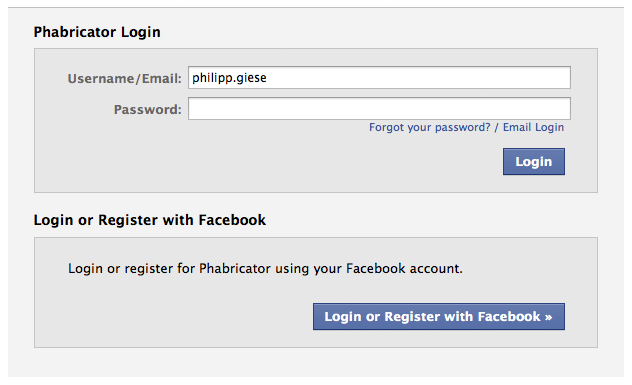 Phabricator Login
Username/Email: philipp.giese
Password:
Forgot your password? / Email Login
Login
Login or Register with Facebook
Login or register for Phabricator using your Facebook account.
Login or Register with Facebook »